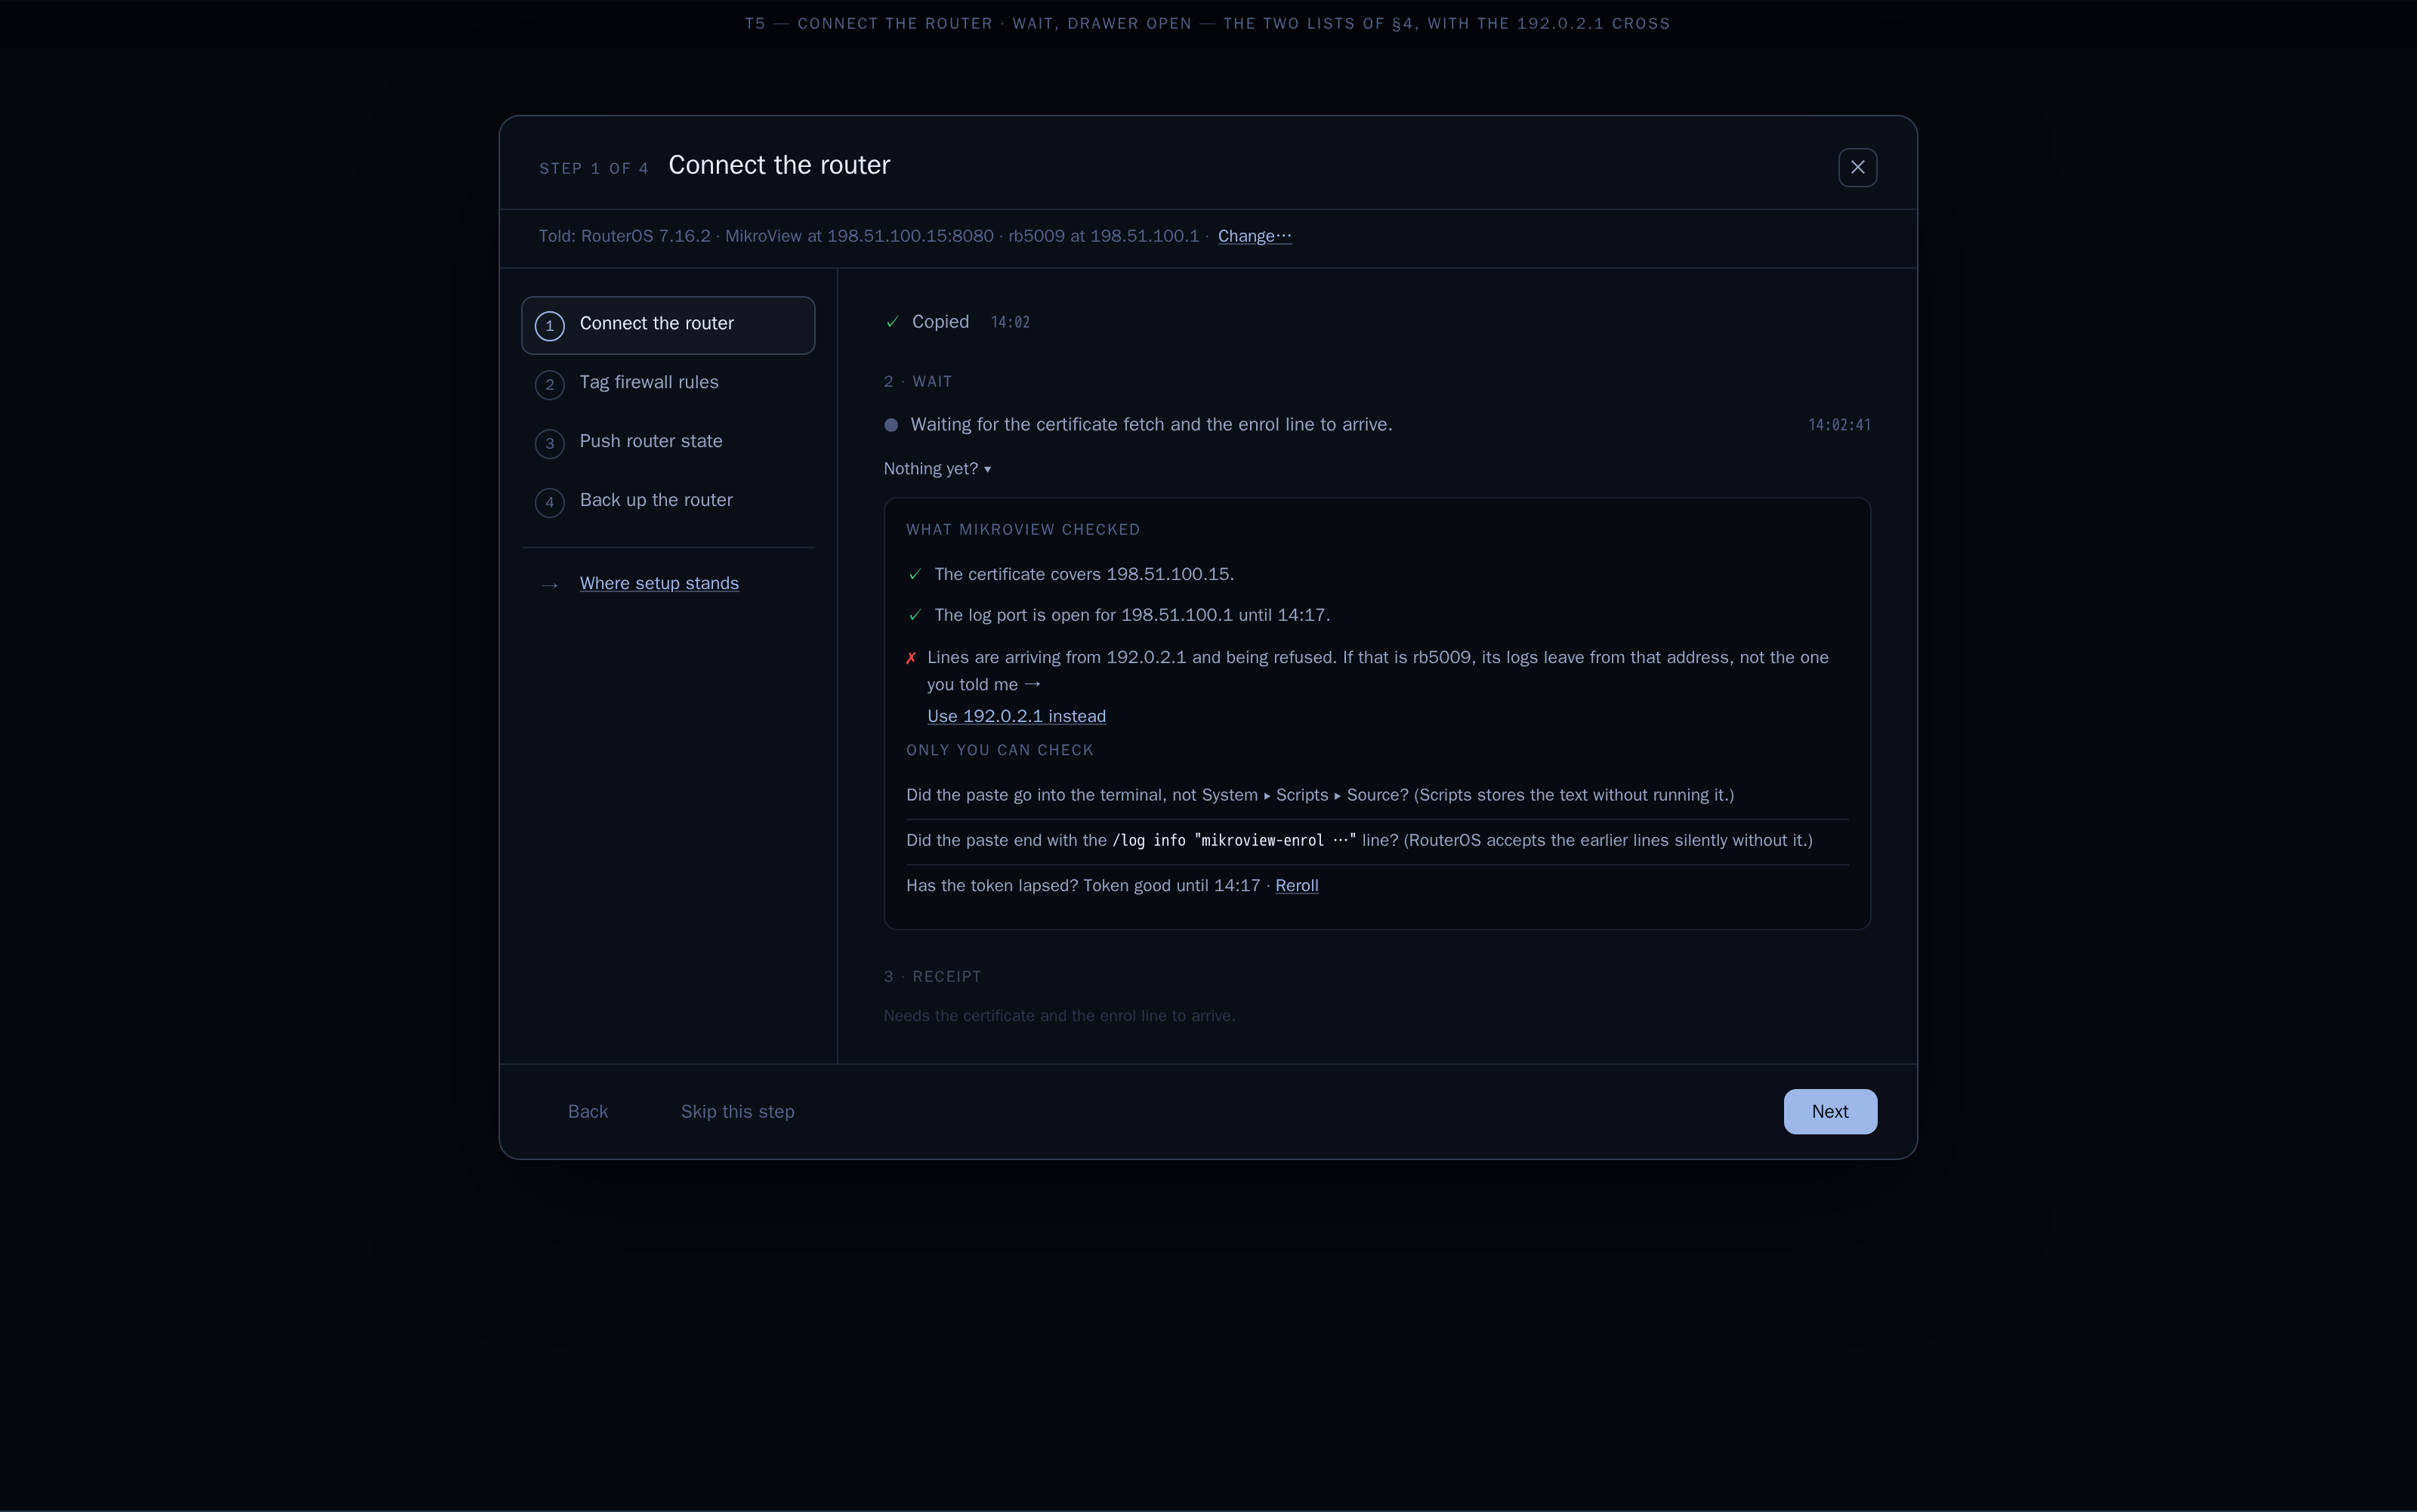 T5 — CONNECT THE ROUTER · WAIT, DRAWER OPEN — THE TWO LISTS OF §4, WITH THE 192.0.2.1 CROSS
STEP 1 OF 4 Connect the router
Told: RouterOS 7.16.2 · MikroView at 198.51.100.15:8080 · rb5009 at 198.51.100.1 · Change…
1 Connect the router
2 Tag firewall rules
3 Push router state
4 Back up the router
→ Where setup stands
✓ Copied 14:02
2 · WAIT
Waiting for the certificate fetch and the enrol line to arrive. 14:02:41
Nothing yet? ▾
WHAT MIKROVIEW CHECKED
✓ The certificate covers 198.51.100.15.
✓ The log port is open for 198.51.100.1 until 14:17.
✗ Lines are arriving from 192.0.2.1 and being refused. If that is rb5009, its logs leave from that address, not the one
you told me →
Use 192.0.2.1 instead
ONLY YOU CAN CHECK
Did the paste go into the terminal, not System ▸ Scripts ▸ Source? (Scripts stores the text without running it.)
Did the paste end with the /log info "mikroview-enrol …" line? (RouterOS accepts the earlier lines silently without it.)
Has the token lapsed? Token good until 14:17 · Reroll
3 · RECEIPT
Needs the certificate and the enrol line to arrive.
Back Skip this step Next